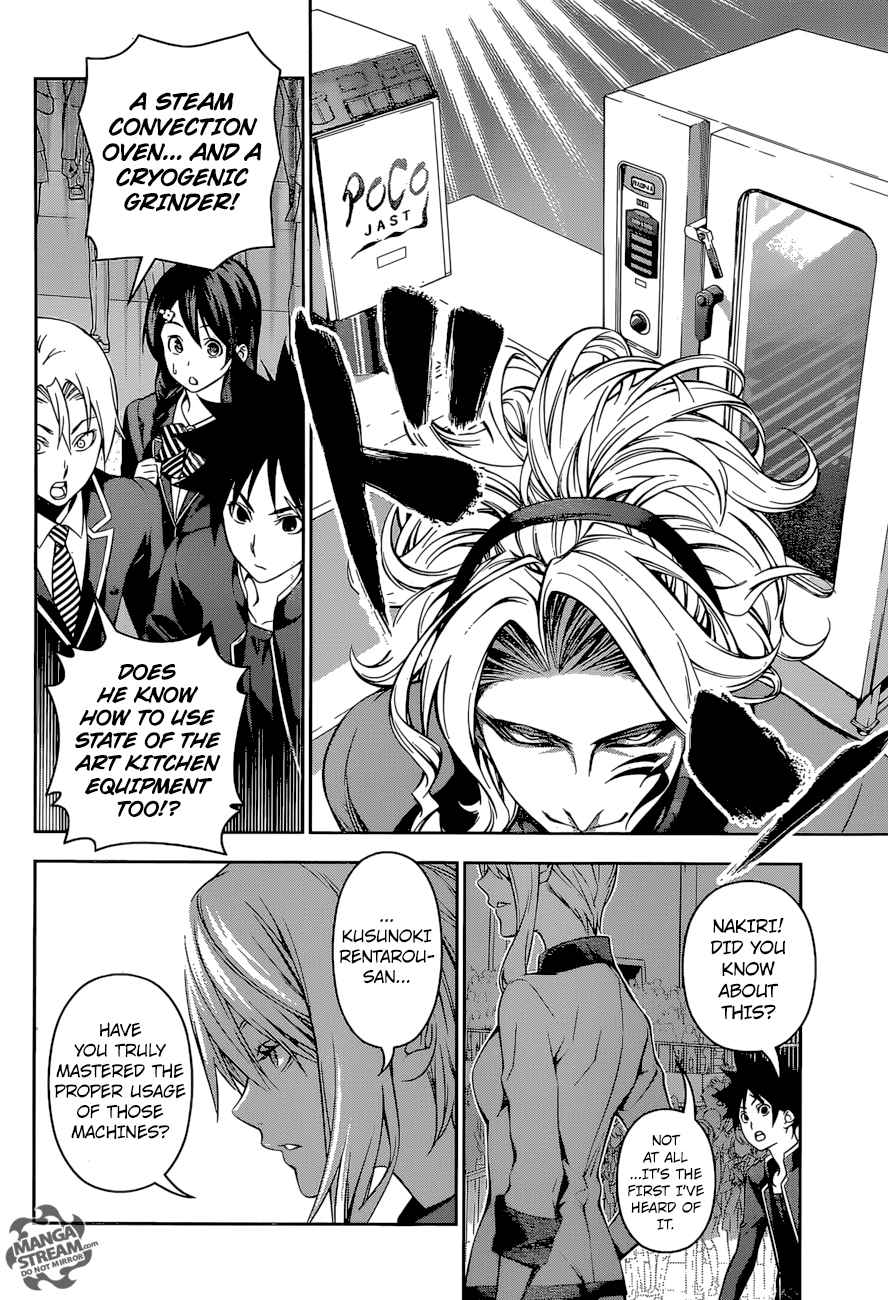 A STEAM
CONVECTION
OVEN... AND A
CRYOGENIC
GRINDER!
POCO
JAST
DOES
HE KNOW
HOW TO USE
STATE OF THE
ART KITCHEN
EQUIPMENT
TOO!?
NAKIRI!
DID YOU
KNOW
ABOUT
THIS?
NOT
AT ALL
...IT'S THE
FIRST I'VE
HEARD OF
IT.
...
KUSUNOKI
RENTAROU-
SAN...
HAVE
YOU TRULY
MASTERED THE
PROPER USAGE
OF THOSE
MACHINES?
MANGA
STREAM.com
DO NOT MIRROR